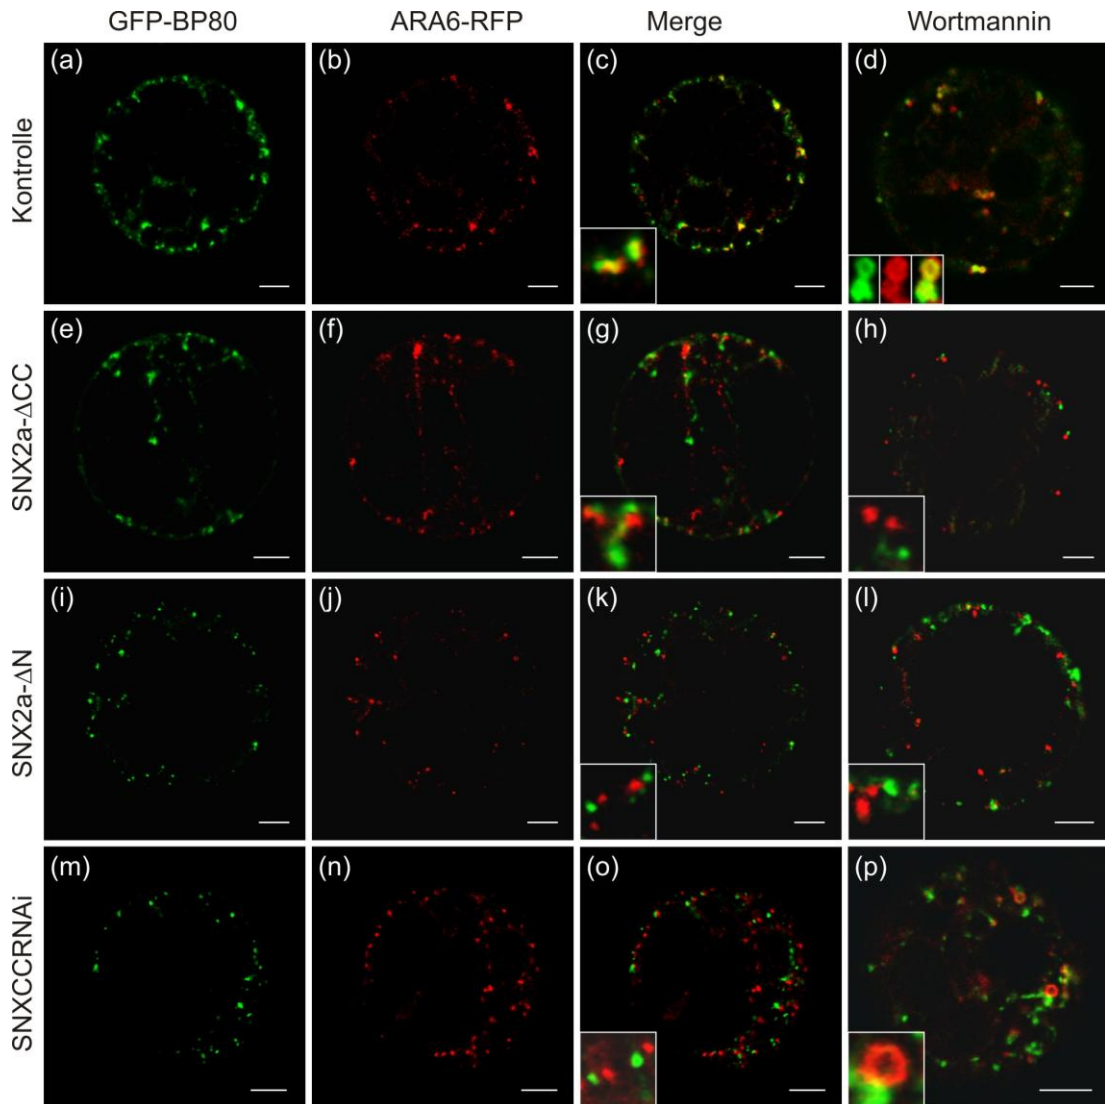 GFP-BP80 ARA6-RFP Merge Wortmannin
Kontrolle
(a) (b) (c) (d)
SNX2a-ΔCC
(e) (f) (g) (h)
SNX2a-ΔN
(i) (j) (k) (l)
SNXCCRNAi
(m) (n) (o) (p)